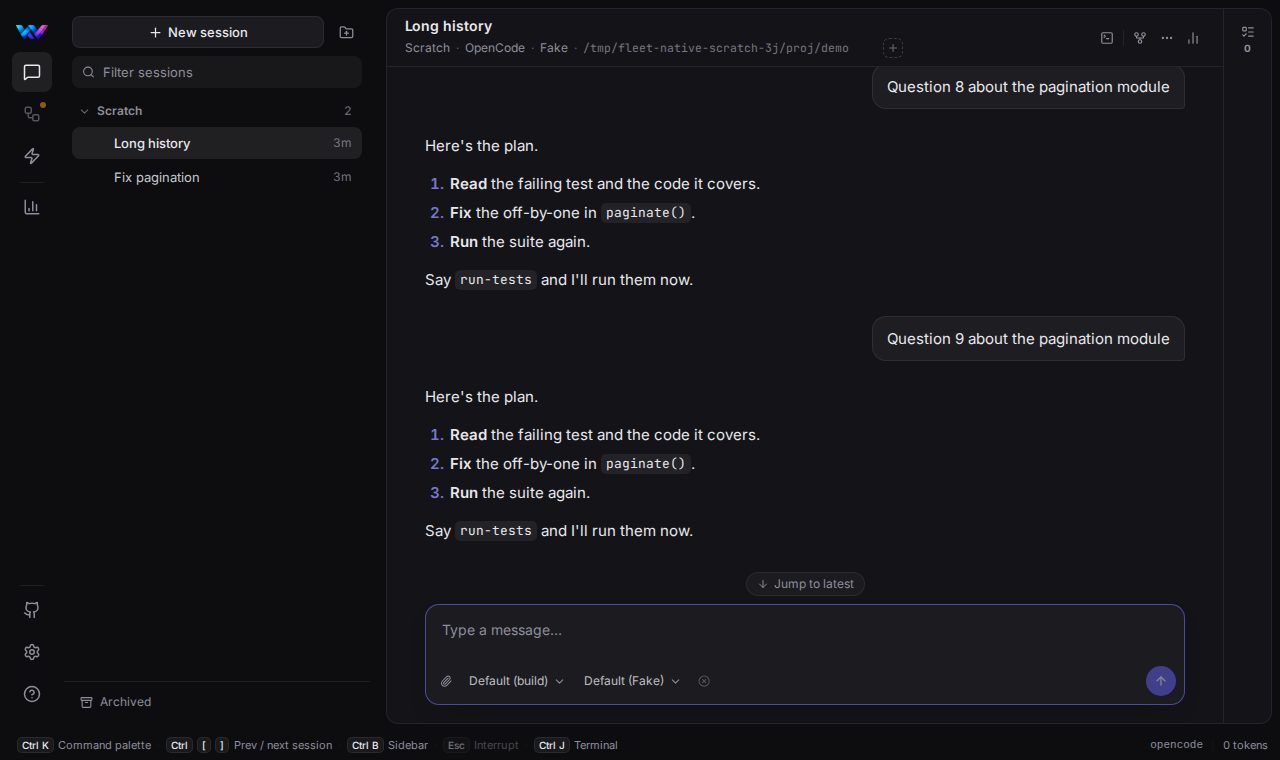 New session
Filter sessions
Scratch 2
Long history 3m
Fix pagination 3m
Archived
Long history
Scratch · OpenCode · Fake · /tmp/fleet-native-scratch-3j/proj/demo
0
Question 8 about the pagination module
Here's the plan.
1. Read the failing test and the code it covers.
2. Fix the off-by-one in paginate().
3. Run the suite again.
Say run-tests and I'll run them now.
Question 9 about the pagination module
Here's the plan.
1. Read the failing test and the code it covers.
2. Fix the off-by-one in paginate().
3. Run the suite again.
Say run-tests and I'll run them now.
Jump to latest
Type a message...
Default (build) Default (Fake)
Ctrl K Command palette Ctrl [ ] Prev / next session Ctrl B Sidebar Esc Interrupt Ctrl J Terminal opencode 0 tokens